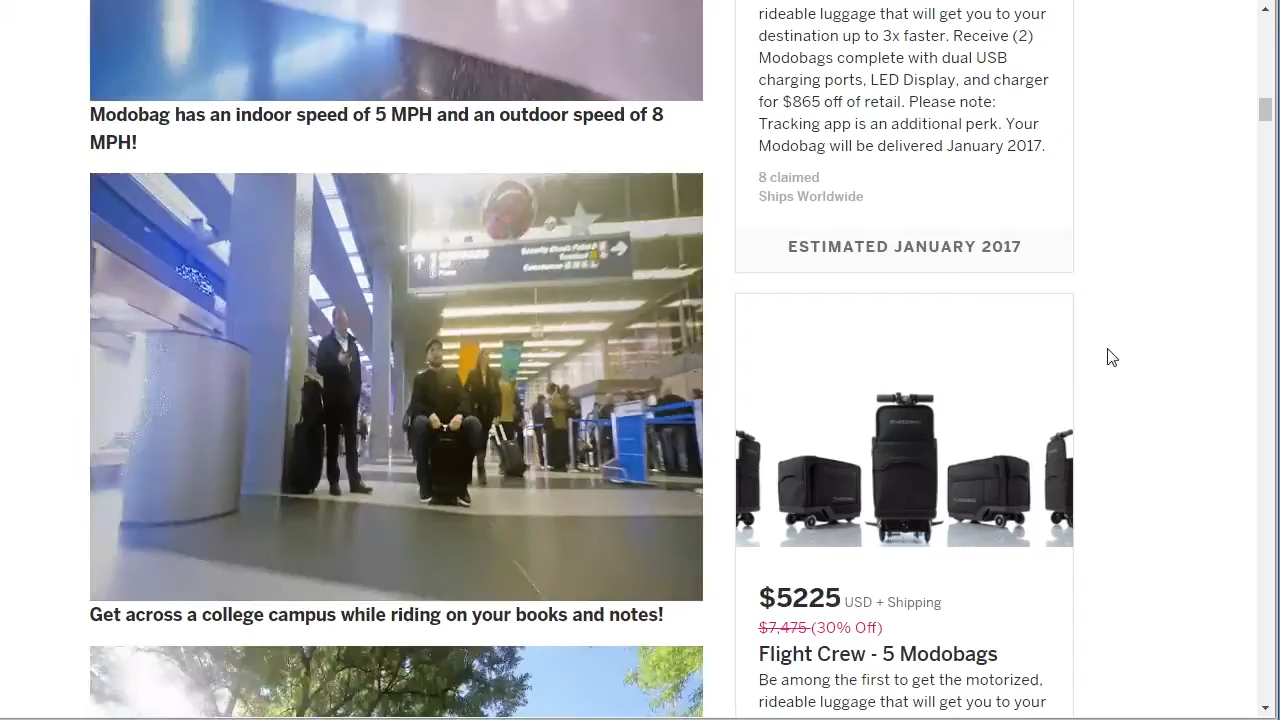 Modobag has an indoor speed of 5 MPH and an outdoor speed of 8
MPH!
Get across a college campus while riding on your books and notes!
rideable luggage that will get you to your
destination up to 3x faster. Receive (2)
Modobags complete with dual USB
charging ports, LED Display, and charger
for $865 off of retail. Please note:
Tracking app is an additional perk. Your
Modobag will be delivered January 2017.
8 claimed
Ships Worldwide
ESTIMATED JANUARY 2017
$5225 USD + Shipping
$7,475 (30% Off)
Flight Crew - 5 Modobags
Be among the first to get the motorized,
rideable luggage that will get you to your